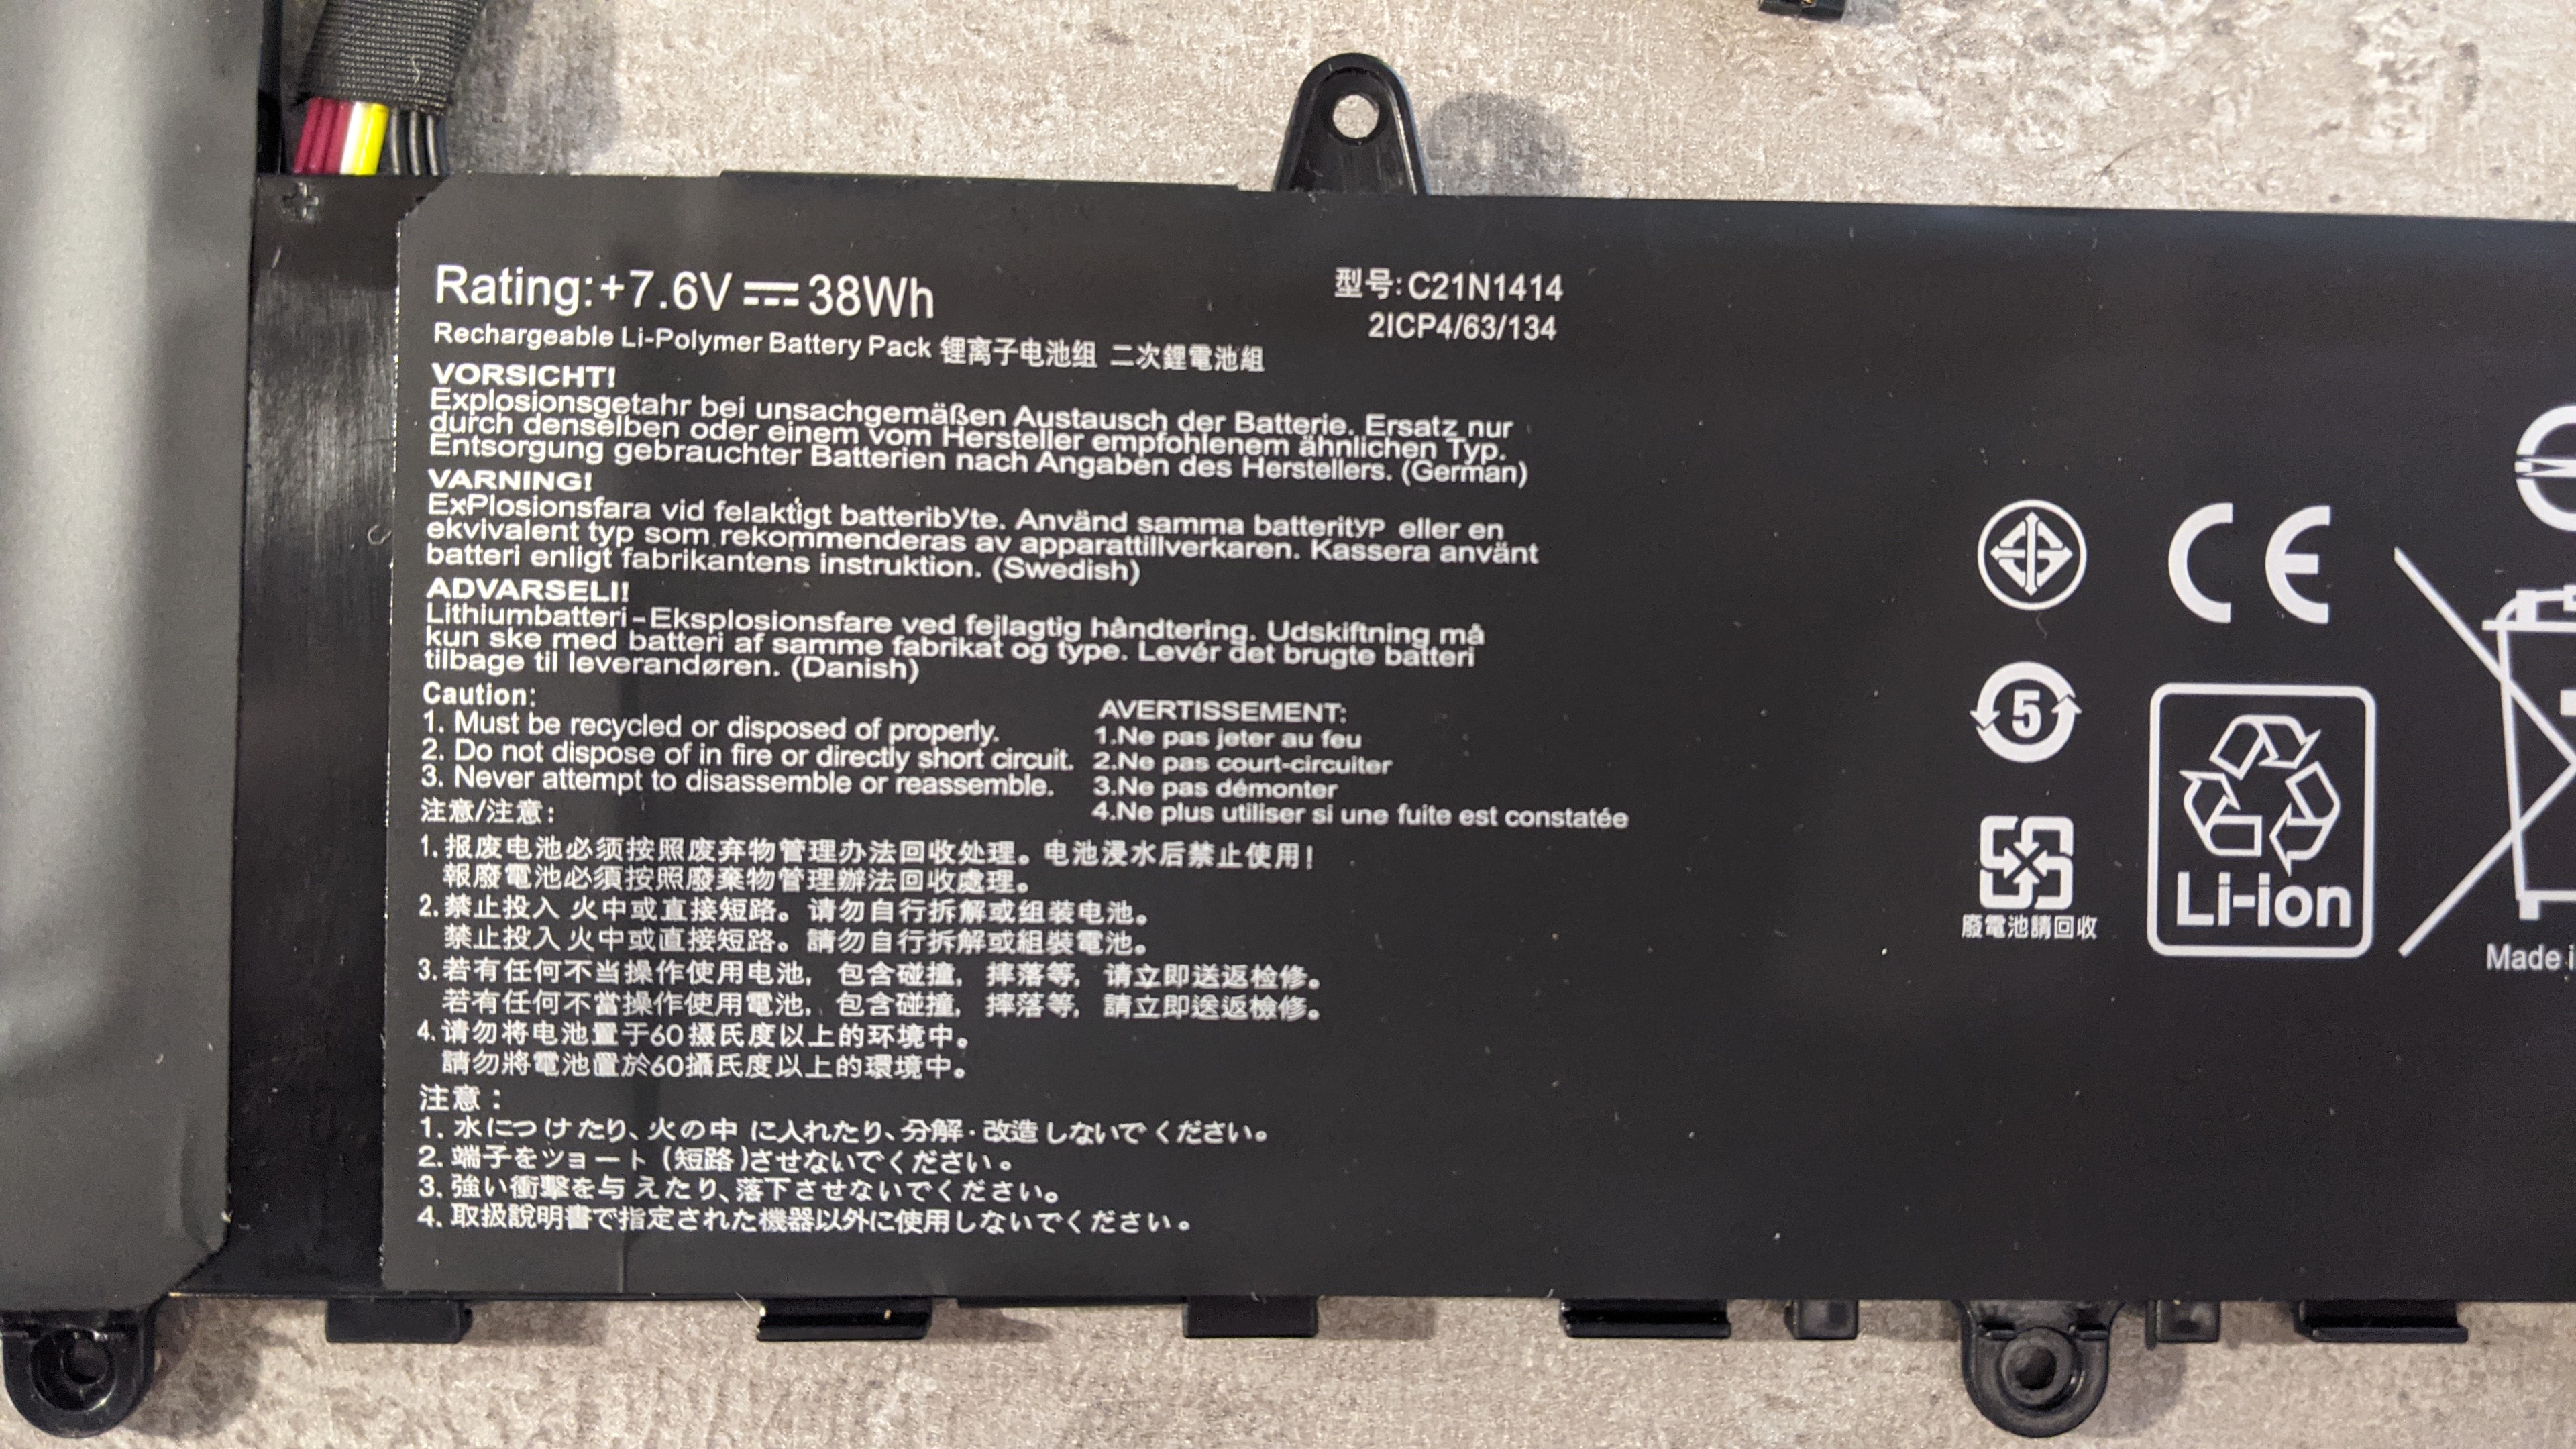 Rating:+7.6V ⎓ 38Wh
型号: C21N1414
2ICP4/63/134
Rechargeable Li-Polymer Battery Pack 锂离子电池组 二次鋰電池組
VORSICHT!
Explosionsgetahr bei unsachgemäßen Austausch der Batterie. Ersatz nur
durch denselben oder einem vom Hersteller empfohlenem ähnlichen Typ.
Entsorgung gebrauchter Batterien nach Angaben des Herstellers. (German)
VARNING!
ExPlosionsfara vid felaktigt batteribyte. Använd samma batterityP eller en
ekvivalent typ som rekommenderas av apparattillverkaren. Kassera använt
batteri enligt fabrikantens instruktion. (Swedish)
ADVARSELI!
Lithiumbatteri-Eksplosionsfare ved fejlagtig håndtering. Udskiftning må
kun ske med batteri af samme fabrikat og type. Levér det brugte batteri
tilbage til leverandøren. (Danish)
Caution:
1. Must be recycled or disposed of properly.
2. Do not dispose of in fire or directly short circuit.
3. Never attempt to disassemble or reassemble.
AVERTISSEMENT:
1.Ne pas jeter au feu
2.Ne pas court-circuiter
3.Ne pas démonter
4.Ne plus utiliser si une fuite est constatée
注意/注意:
1. 报废电池必须按照废弃物管理办法回收处理。电池浸水后禁止使用!
報廢電池必須按照廢棄物管理辦法回收處理。
2. 禁止投入 火中或直接短路。请勿自行拆解或组装电池。
禁止投入 火中或直接短路。請勿自行拆解或組裝電池。
3. 若有任何不当操作使用电池, 包含碰撞, 摔落等, 请立即送返检修。
若有任何不當操作使用電池, 包含碰撞, 摔落等, 請立即送返檢修。
4. 请勿将电池置于60摄氏度以上的环境中。
請勿將電池置於60攝氏度以上的環境中。
注意:
1. 水につけたり、火の中 に入れたり、分解·改造しないでください。
2. 端子をツョート (短路)させないでください。
3. 強い衝撃を与えたり、落下させないでください。
4. 取扱說明書で指定された機器以外に使用しないでください。
CE
5
廢電池請回收
Li-ion
Made i